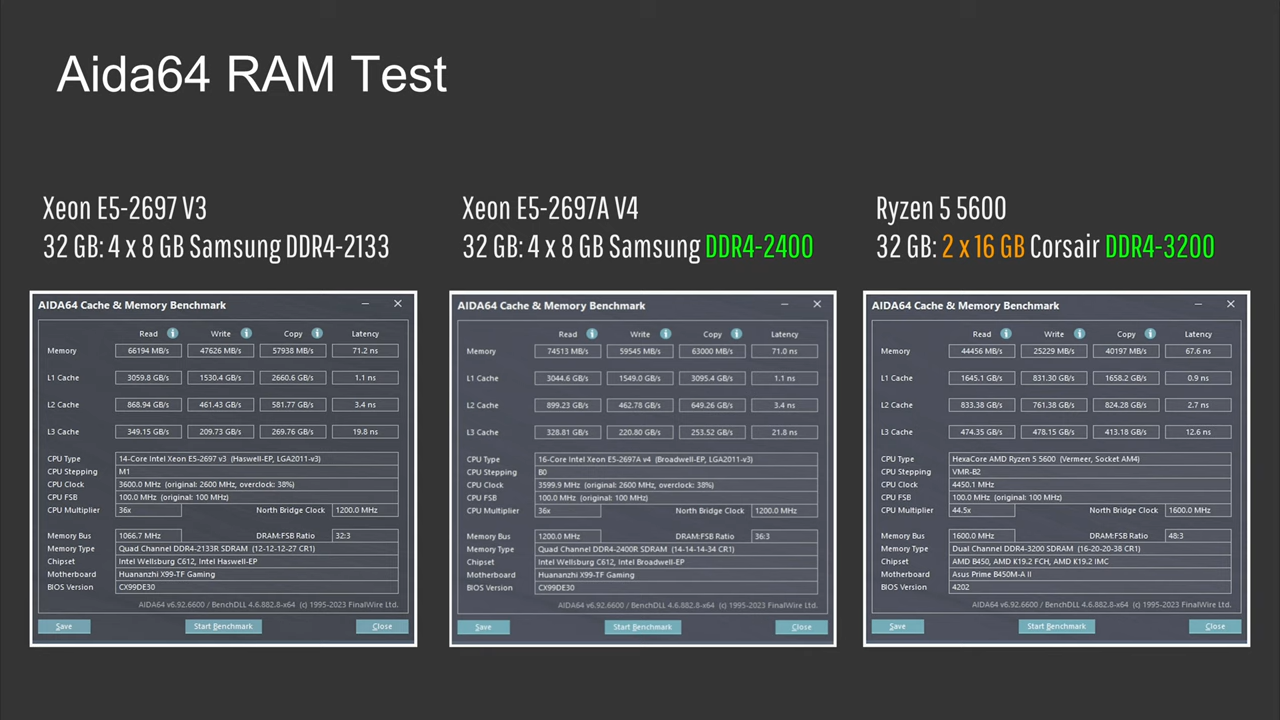 Aida64 RAM Test
Xeon E5-2697 V3
32 GB: 4 x 8 GB Samsung DDR4-2133
AIDA64 Cache & Memory Benchmark
Read Write Copy Latency
Memory 66194 MB/s 47626 MB/s 57938 MB/s 71.2 ns
L1 Cache 3059.8 GB/s 1530.4 GB/s 2660.6 GB/s 1.1 ns
L2 Cache 868.94 GB/s 461.43 GB/s 581.77 GB/s 3.4 ns
L3 Cache 349.15 GB/s 209.73 GB/s 269.76 GB/s 19.8 ns
CPU Type 14-Core Intel Xeon E5-2697 v3 (Haswell-EP, LGA2011-v3)
CPU Stepping M1
CPU Clock 3600.0 MHz (original: 2600 MHz, overclock: 38%)
CPU FSB 100.0 MHz (original: 100 MHz)
CPU Multiplier 36x North Bridge Clock 1200.0 MHz
Memory Bus 1066.7 MHz DRAM:FSB Ratio 32:3
Memory Type Quad Channel DDR4-2133R SDRAM (12-12-12-27 CR1)
Chipset Intel Wellsburg C612, Intel Haswell-EP
Motherboard Huananzhi X99-TF Gaming
BIOS Version CX99DE30
AIDA64 v6.92.6600 / BenchDLL 4.6.882.8-x64 (c) 1995-2023 FinalWire Ltd.
Save Start Benchmark Close
Xeon E5-2697A V4
32 GB: 4 x 8 GB Samsung DDR4-2400
AIDA64 Cache & Memory Benchmark
Read Write Copy Latency
Memory 74513 MB/s 59545 MB/s 63000 MB/s 71.0 ns
L1 Cache 3044.6 GB/s 1549.0 GB/s 3095.4 GB/s 1.1 ns
L2 Cache 899.23 GB/s 462.78 GB/s 649.26 GB/s 3.4 ns
L3 Cache 328.81 GB/s 220.80 GB/s 253.52 GB/s 21.8 ns
CPU Type 16-Core Intel Xeon E5-2697A v4 (Broadwell-EP, LGA2011-v3)
CPU Stepping B0
CPU Clock 3599.9 MHz (original: 2600 MHz, overclock: 38%)
CPU FSB 100.0 MHz (original: 100 MHz)
CPU Multiplier 36x North Bridge Clock 1200.0 MHz
Memory Bus 1200.0 MHz DRAM:FSB Ratio 36:3
Memory Type Quad Channel DDR4-2400R SDRAM (14-14-14-34 CR1)
Chipset Intel Wellsburg C612, Intel Broadwell-EP
Motherboard Huananzhi X99-TF Gaming
BIOS Version CX99DE30
AIDA64 v6.92.6600 / BenchDLL 4.6.882.8-x64 (c) 1995-2023 FinalWire Ltd.
Save Start Benchmark Close
Ryzen 5 5600
32 GB: 2 x 16 GB Corsair DDR4-3200
AIDA64 Cache & Memory Benchmark
Read Write Copy Latency
Memory 44456 MB/s 25229 MB/s 40197 MB/s 67.6 ns
L1 Cache 1645.1 GB/s 831.30 GB/s 1658.2 GB/s 0.9 ns
L2 Cache 833.38 GB/s 761.38 GB/s 824.28 GB/s 2.7 ns
L3 Cache 474.35 GB/s 478.15 GB/s 413.18 GB/s 12.6 ns
CPU Type HexaCore AMD Ryzen 5 5600 (Vermeer, Socket AM4)
CPU Stepping VMR-B2
CPU Clock 4450.1 MHz
CPU FSB 100.0 MHz (original: 100 MHz)
CPU Multiplier 44.5x North Bridge Clock 1600.0 MHz
Memory Bus 1600.0 MHz DRAM:FSB Ratio 48:3
Memory Type Dual Channel DDR4-3200 SDRAM (16-20-20-38 CR1)
Chipset AMD B450, AMD K19.2 FCH, AMD K19.2 IMC
Motherboard Asus Prime B450M-A II
BIOS Version 4202
AIDA64 v6.92.6600 / BenchDLL 4.6.882.8-x64 (c) 1995-2023 FinalWire Ltd.
Save Start Benchmark Close